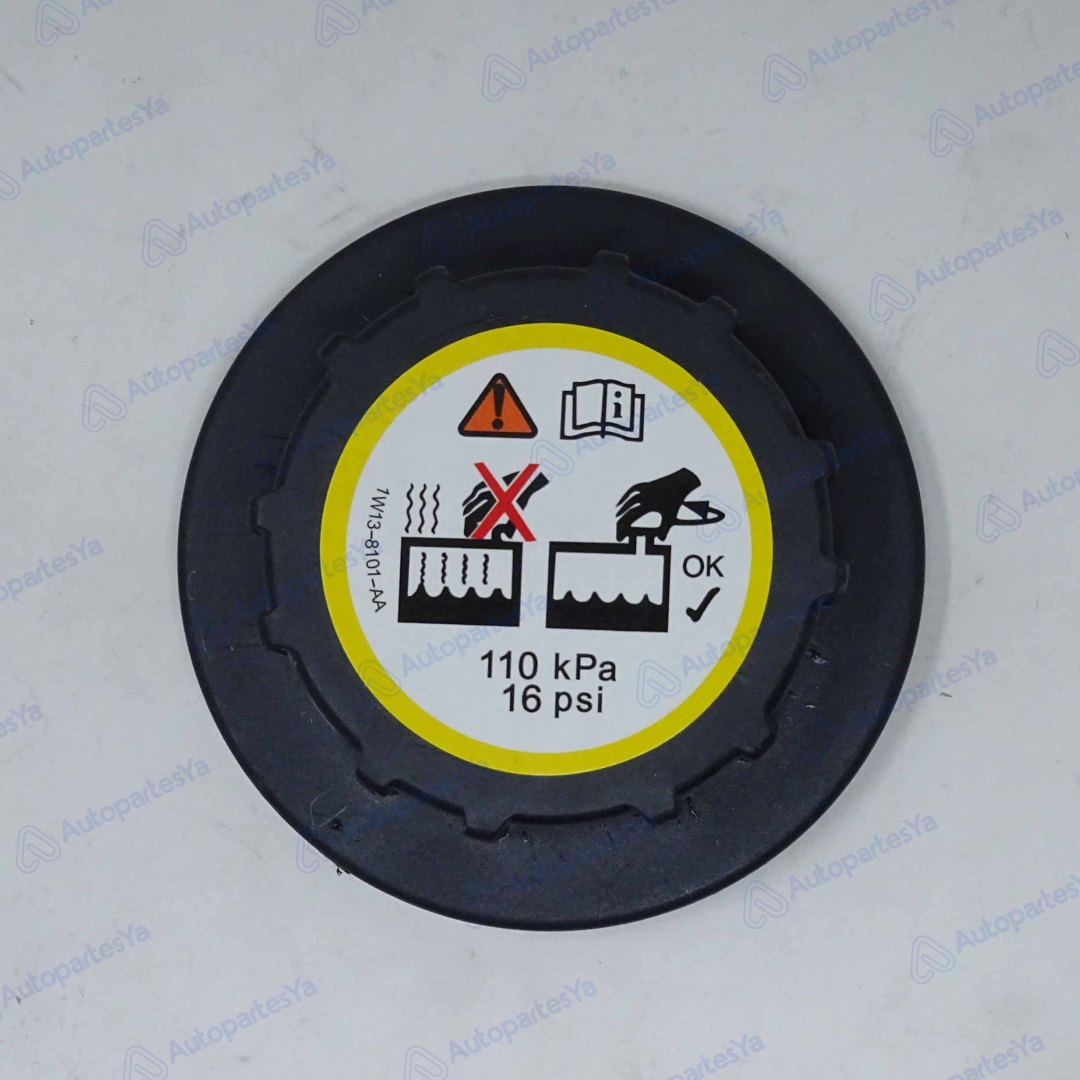 i
1W13-8101-AA
OK
110 kPa
16 psi
AutopartesYa